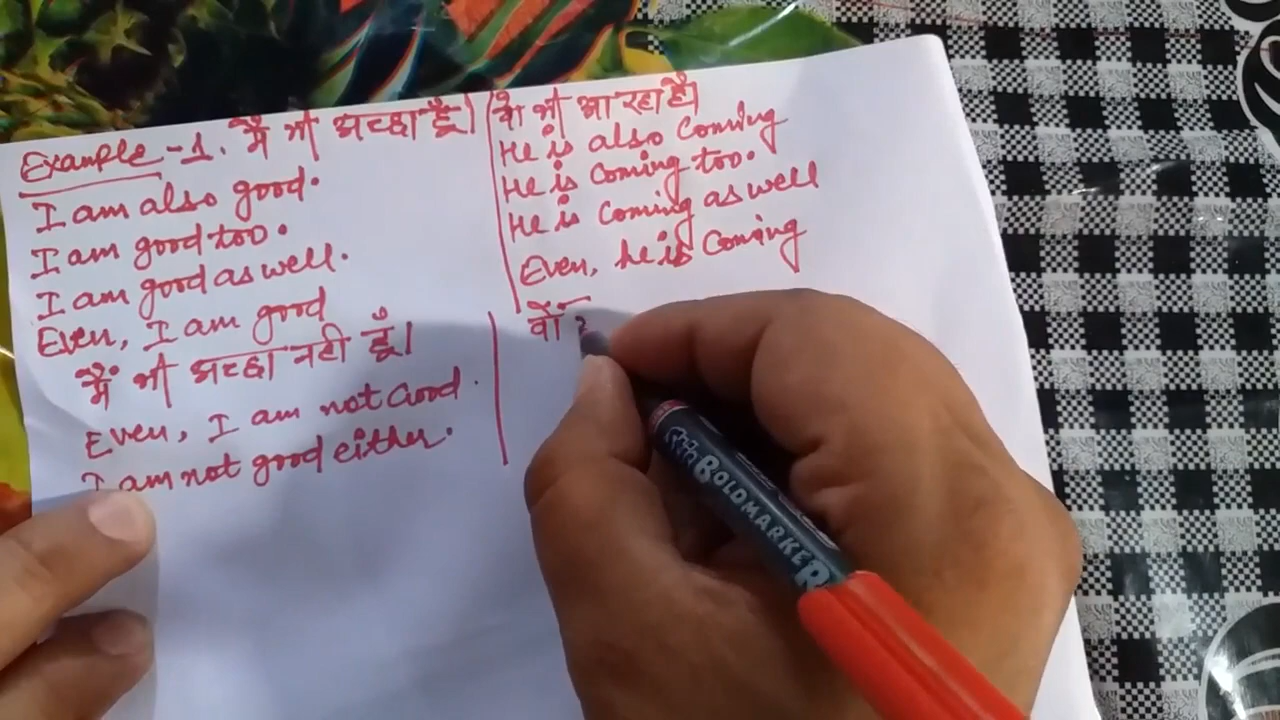 Example-1. मैं भी अच्छा हूँ।
I am also good.
I am good too.
I am good as well.
Even, I am good
मैं भी अच्छा नही हूँ।
Even, I am not Good.
I am not good either.
वो भी आ रहा है।
He is also coming
He is coming too.
He is coming as well
Even, he is coming
वो
BOLDMARKER